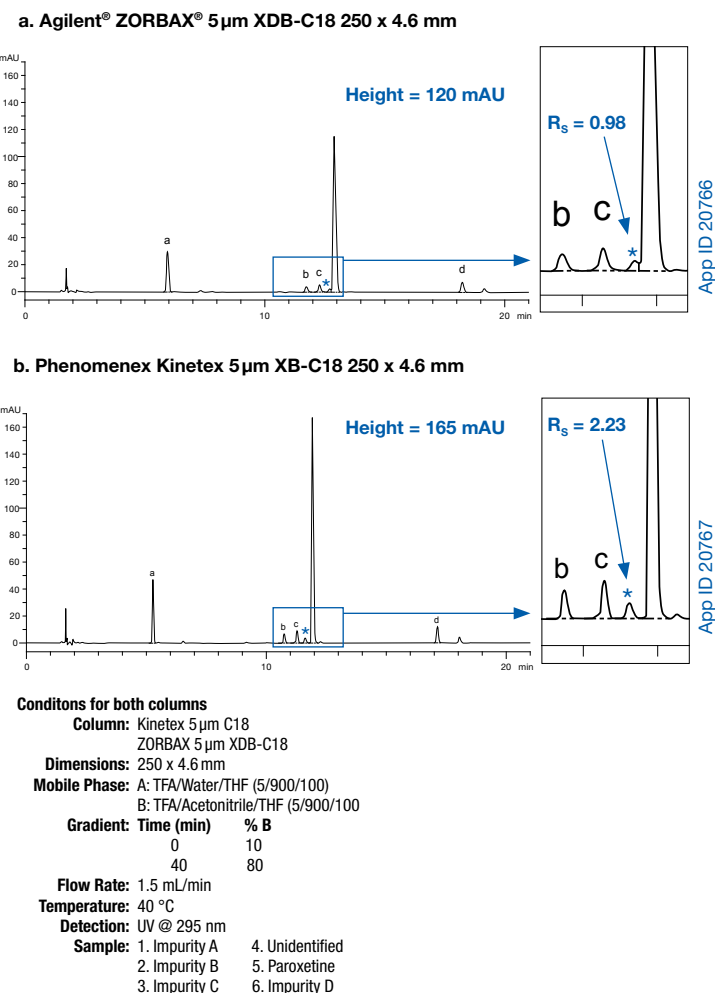 a. Agilent® ZORBAX® 5 µm XDB-C18 250 x 4.6 mm
mAU
160
140
120
100
80
60
40
20
0
Height = 120 mAU
a
b
c
*
d
0
10
20 min
RS = 0.98
b
c
*
App ID 20766
b. Phenomenex Kinetex 5 µm XB-C18 250 x 4.6 mm
mAU
160
140
120
100
80
60
40
20
0
Height = 165 mAU
a
b
c
*
d
0
10
20 min
RS = 2.23
b
c
*
App ID 20767
Conditons for both columns
Column: Kinetex 5 µm C18
ZORBAX 5 µm XDB-C18
Dimensions: 250 x 4.6 mm
Mobile Phase: A: TFA/Water/THF (5/900/100)
B: TFA/Acetonitrile/THF (5/900/100
Gradient: Time (min) % B
0 10
40 80
Flow Rate: 1.5 mL/min
Temperature: 40 °C
Detection: UV @ 295 nm
Sample: 1. Impurity A 4. Unidentified
2. Impurity B 5. Paroxetine
3. Impurity C 6. Impurity D